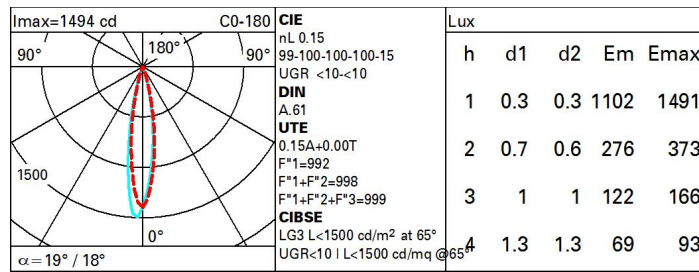 Imax=1494 cd C0-180
90° 180° 90°
1500
0°
α=19° / 18°
CIE
nL 0.15
99-100-100-100-15
UGR <10-<10
DIN
A.61
UTE
0.15A+0.00T
F"1=992
F"1+F"2=998
F"1+F"2+F"3=999
CIBSE
LG3 L<1500 cd/m² at 65°
UGR<10 | L<1500 cd/mq @65°
Lux
h d1 d2 Em Emax
1 0.3 0.3 1102 1491
2 0.7 0.6 276 373
3 1 1 122 166
4 1.3 1.3 69 93